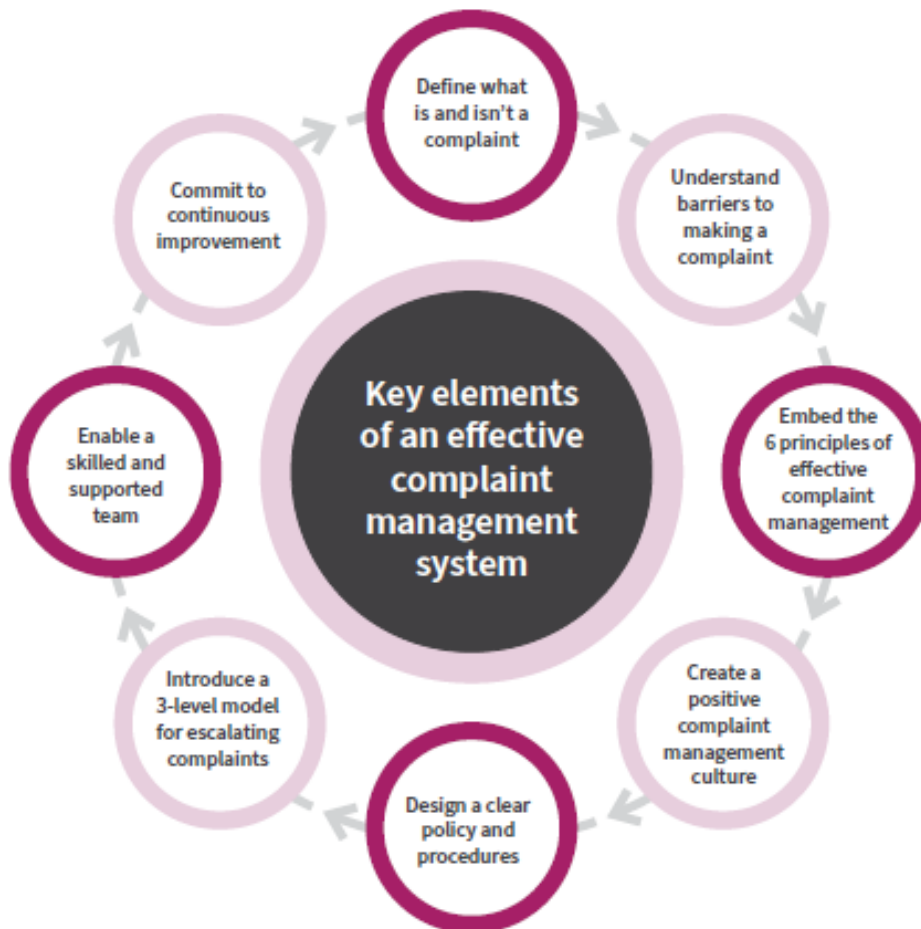 Define what
is and isn't a
complaint
Understand
barriers to
making a
complaint
Embed the
6 principles of
effective
complaint
management
Create a
positive
complaint
management
culture
Design a clear
policy and
procedures
Introduce a
3-level model
for escalating
complaints
Enable a
skilled and
supported
team
Commit to
continuous
improvement
Key elements
of an effective
complaint
management
system